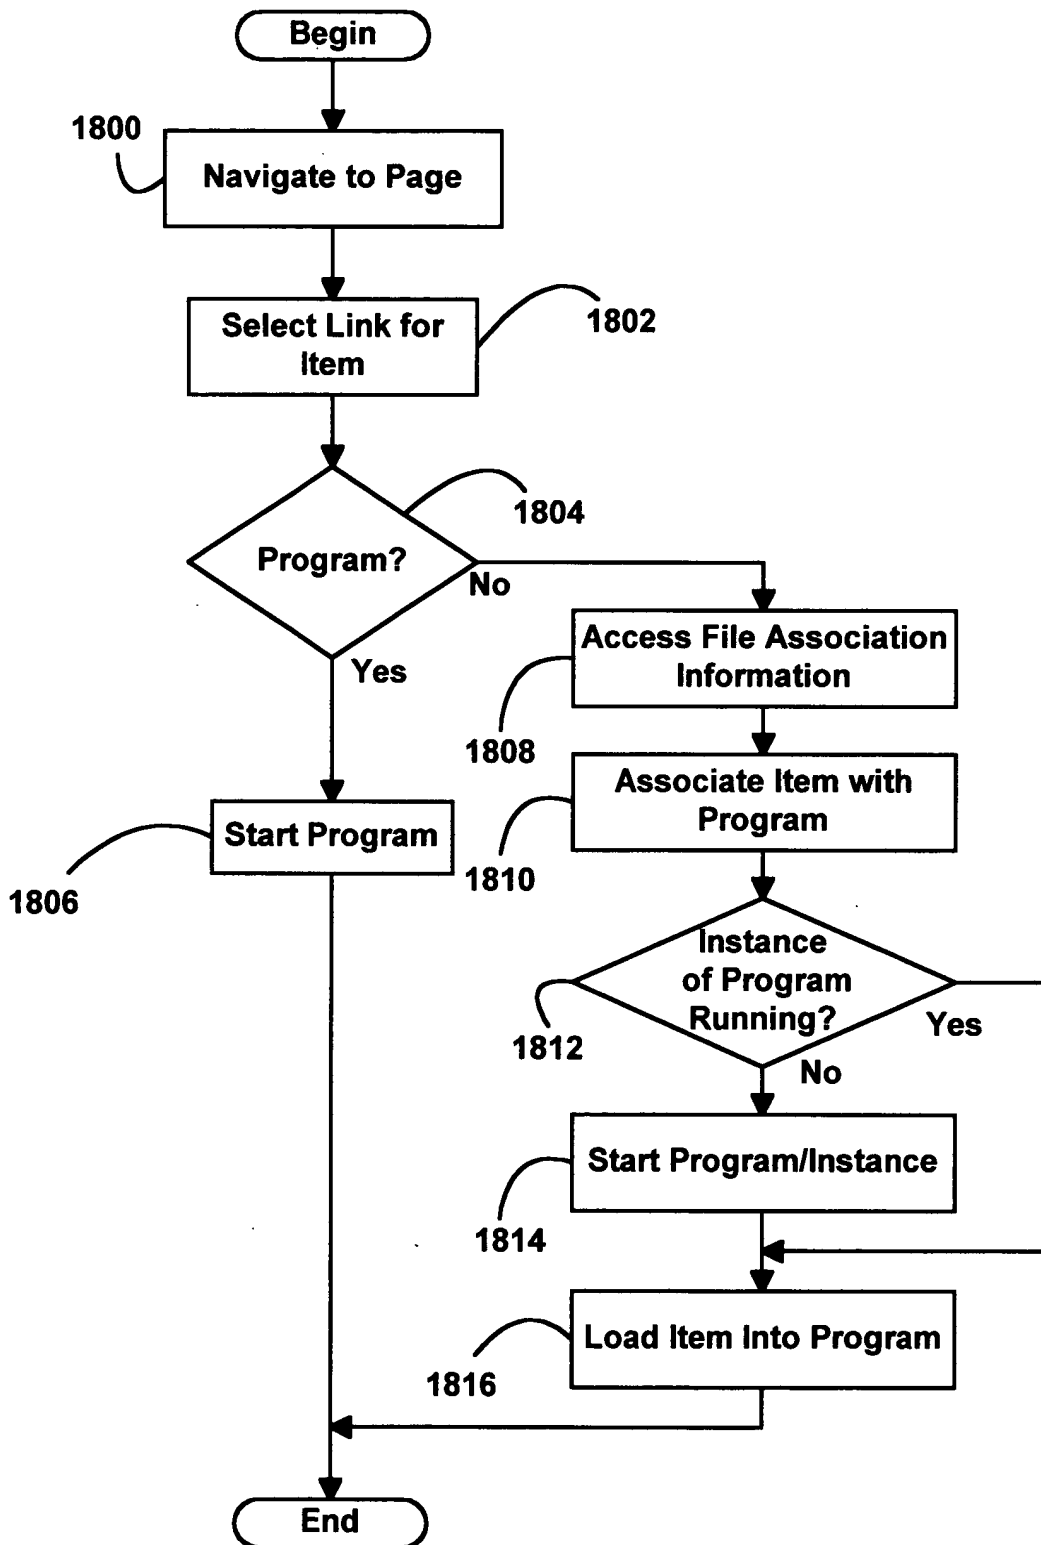 Begin
1800
Navigate to Page
Select Link for
Item
1802
1804
Program?
No
Yes
Access File Association
Information
1808
Associate Item with
Program
1810
Start Program
1806
Instance
of Program
Running?
1812
Yes
No
Start Program/Instance
1814
Load Item Into Program
1816
End